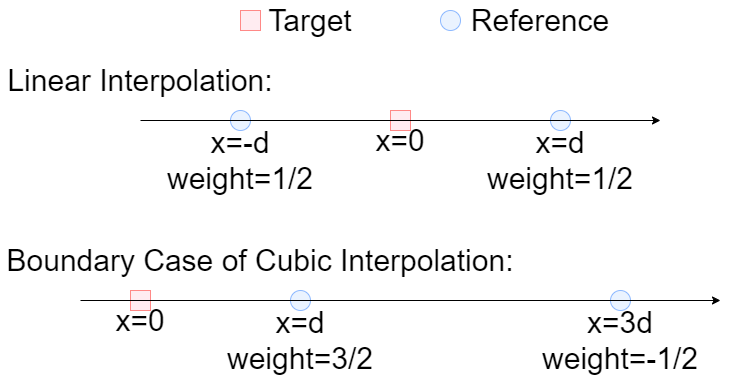 Target Reference
Linear Interpolation:
x=-d x=0 x=d
weight=1/2 weight=1/2
Boundary Case of Cubic Interpolation:
x=0 x=d x=3d
weight=3/2 weight=-1/2